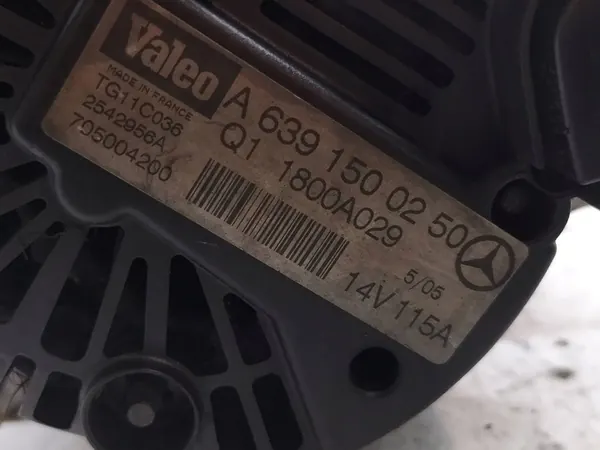 Valeo
MADE IN FRANCE
TG11C036
2542956A
705004200
A 639 150 02 50
Q1 1800A029
5/05
14V 115A